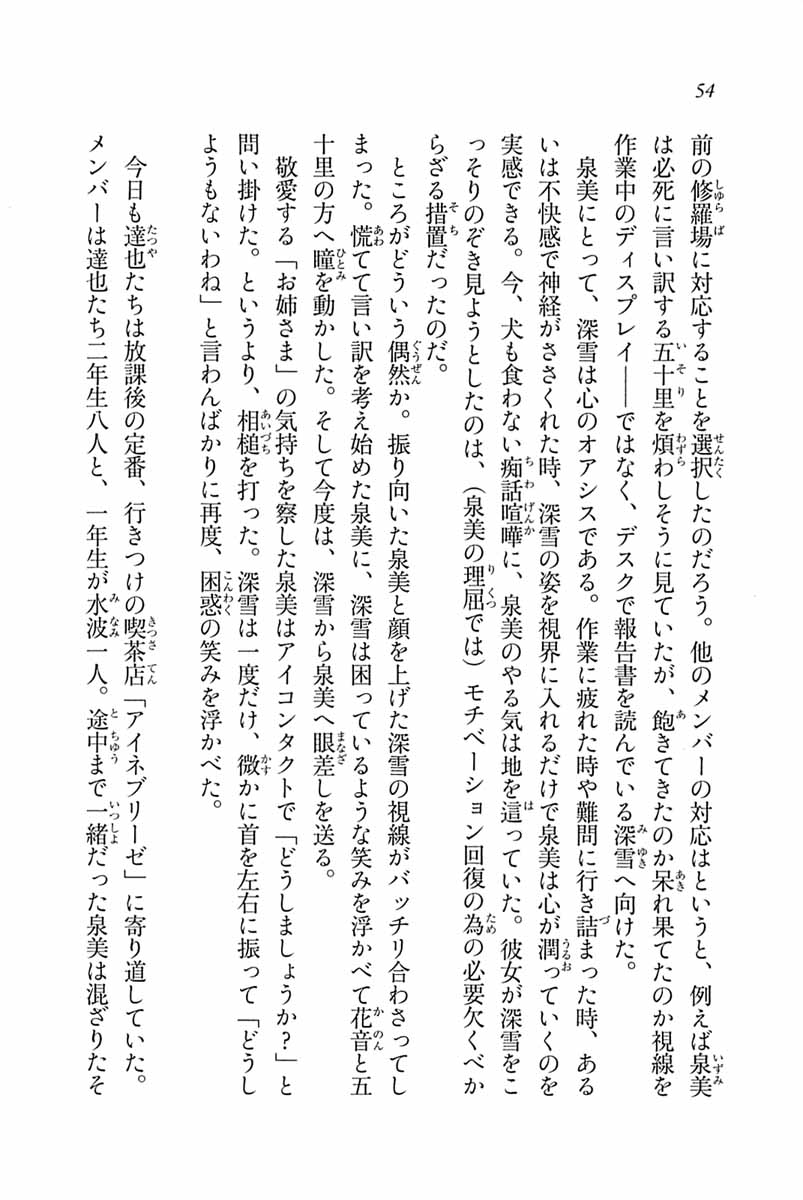 54
前の修羅場に対応することを選択したのだろう。他のメンバーの対応はというと、例えば泉美
は必死に言い訳する五十里を煩わしそうに見ていたが、飽きてきたのか呆れ果てたのか視線を
作業中のディスプレイ――ではなく、デスクで報告書を読んでいる深雪へ向けた。
　泉美にとって、深雪は心のオアシスである。作業に疲れた時や難問に行き詰まった時、ある
いは不快感で神経がささくれた時、深雪の姿を視界に入れるだけで泉美は心が潤っていくのを
実感できる。今、犬も食わない痴話喧嘩に、泉美のやる気は地を這っていた。彼女が深雪をこ
っそりのぞき見ようとしたのは、（泉美の理屈では）モチベーション回復の為の必要欠くべか
らざる措置だったのだ。
　ところがどういう偶然か。振り向いた泉美と顔を上げた深雪の視線がバッチリ合わさってし
まった。慌てて言い訳を考え始めた泉美に、深雪は困っているような笑みを浮かべて花音と五
十里の方へ瞳を動かした。そして今度は、深雪から泉美へ眼差しを送る。
　敬愛する「お姉さま」の気持ちを察した泉美はアイコンタクトで「どうしましょうか？」と
問い掛けた。というより、相槌を打った。深雪は一度だけ、微かに首を左右に振って「どうし
ようもないわね」と言わんばかりに再度、困惑の笑みを浮かべた。
　今日も達也たちは放課後の定番、行きつけの喫茶店「アイネブリーゼ」に寄り道していた。
メンバーは達也たち二年生八人と、一年生が水波一人。途中まで一緒だった泉美は混ざりたそ